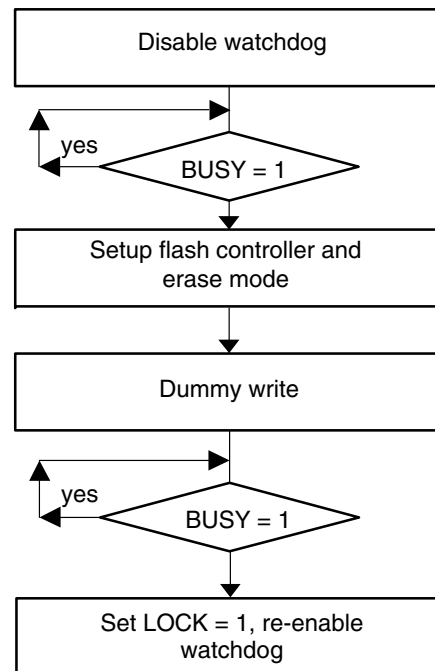 Disable watchdog
yes
BUSY = 1
Setup flash controller and
erase mode
Dummy write
yes
BUSY = 1
Set LOCK = 1, re-enable
watchdog